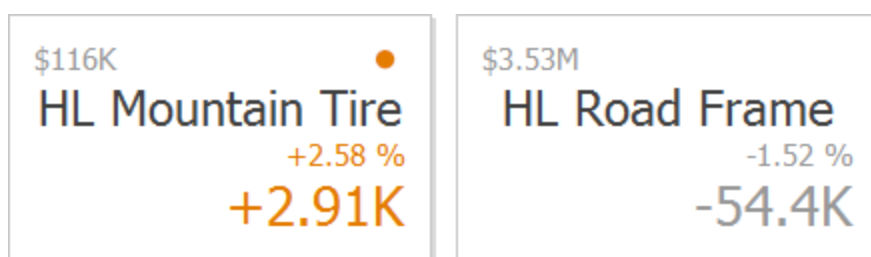 $116K
HL Mountain Tire
+2.58 %
+2.91K
$3.53M
HL Road Frame
-1.52 %
-54.4K